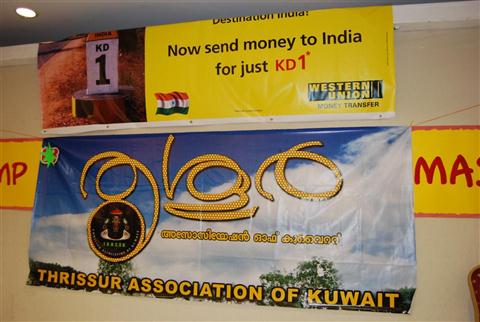 Destination India!
INDIA
KD
1
Now send money to India
for just KD1*
WESTERN
UNION
MONEY TRANSFER
MP
MAS
തൃശൂർ
അസോസിയേഷൻ ഓഫ് കുവൈറ്റ്
THRISSUR ASSOCIATION OF KUWAIT